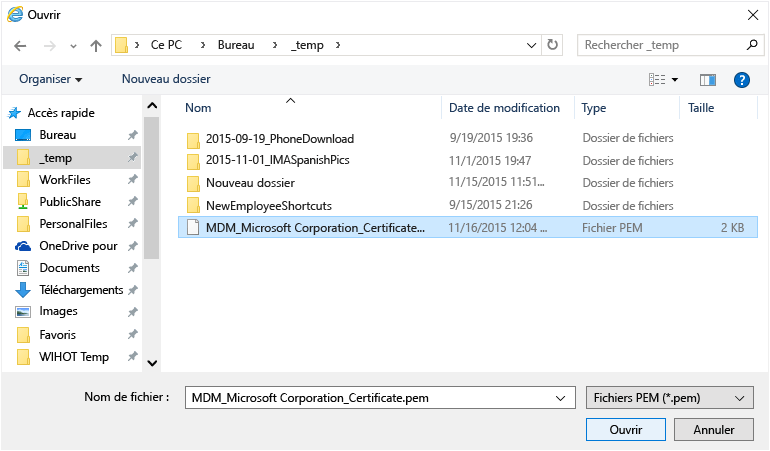 Ouvrir
Ce PC Bureau _temp
Rechercher _temp
Organiser Nouveau dossier
Nom Date de modification Type Taille
Accès rapide
Bureau
_temp
WorkFiles
PublicShare
PersonalFiles
OneDrive pour
Documents
Téléchargements
Images
Favoris
WIHOT Temp
2015-09-19_PhoneDownload 9/19/2015 19:36 Dossier de fichiers
2015-11-01_IMASpanishPics 11/1/2015 19:47 Dossier de fichiers
Nouveau dossier 11/15/2015 11:51... Dossier de fichiers
NewEmployeeShortcuts 9/15/2015 21:26 Dossier de fichiers
MDM_Microsoft Corporation_Certificate... 11/16/2015 12:04 ... Fichier PEM 2 KB
Nom de fichier : MDM_Microsoft Corporation_Certificate.pem Fichiers PEM (*.pem)
Ouvrir Annuler